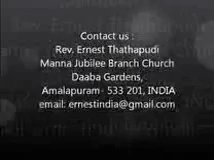 Contact us :
Rev. Ernest Thathapudi
Manna Jubilee Branch Church
Daaba Gardens,
Amalapuram- 533 201, INDIA
email: ernestindia@gmail.com